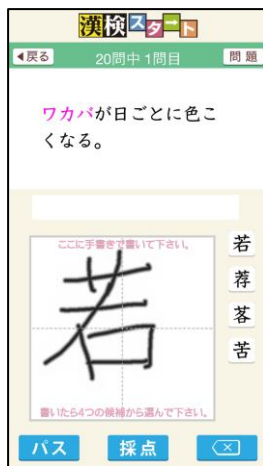 漢検スタート
◀戻る 20問中 1問目 問題
ワカバが日ごとに色こ
くなる。
ここに手書きで書いて下さい。
若
若
荐
茖
苦
書いたら4つの候補から選んで下さい。
パス 採点